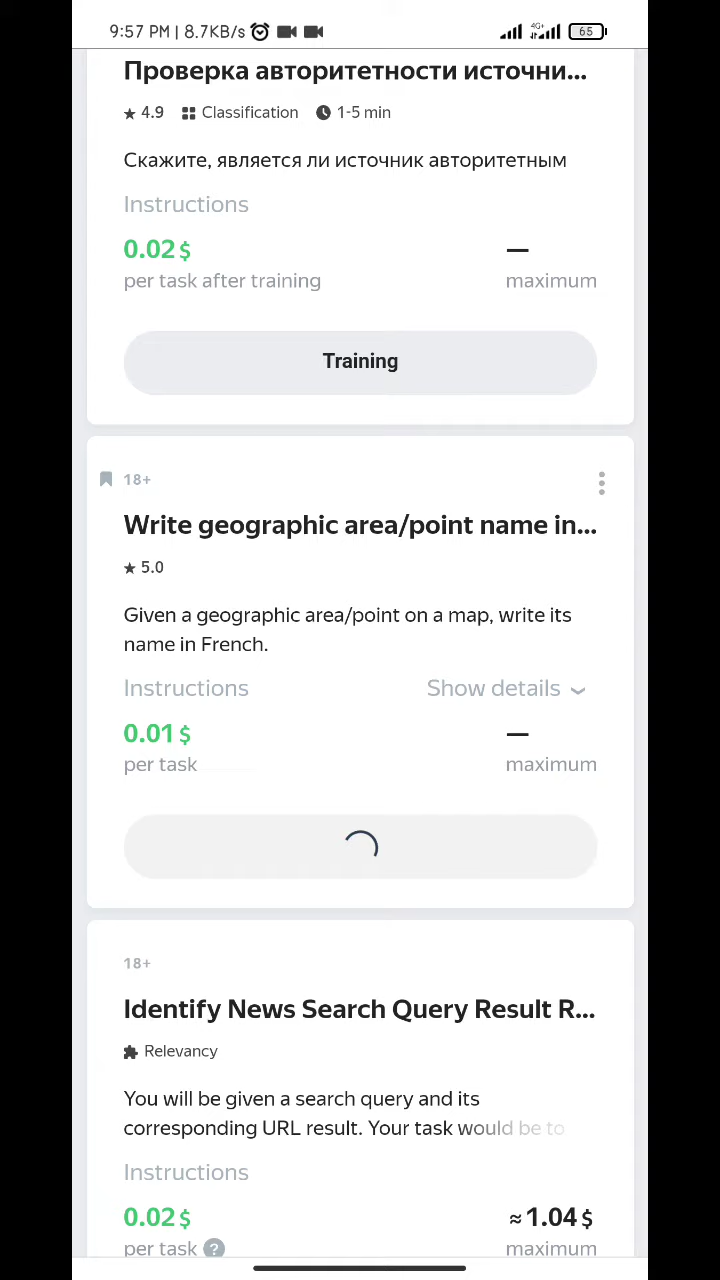 9:57 PM | 8.7KB/s 4G+ 65
Проверка авторитетности источни...
4.9 Classification 1-5 min
Скажите, является ли источник авторитетным
Instructions
0.02 $ —
per task after training maximum
Training
18+
Write geographic area/point name in...
5.0
Given a geographic area/point on a map, write its
name in French.
Instructions Show details
0.01 $ —
per task maximum
18+
Identify News Search Query Result R...
Relevancy
You will be given a search query and its
corresponding URL result. Your task would be to
Instructions
0.02 $ ≈ 1.04 $
per task ? maximum